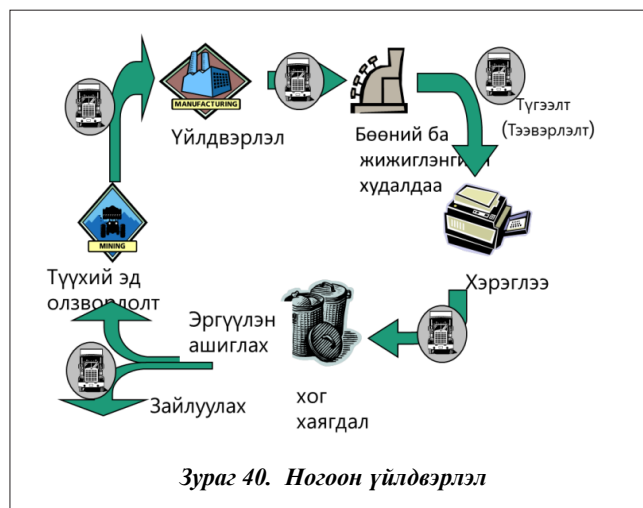 MANUFACTURING
Үйлдвэрлэл
Бөөний ба
жижиглэнгийн
худалдаа
Түгээлт
(Тээвэрлэлт)
MINING
Түүхий эд
олзворлолт
Хэрэглээ
Эргүүлэн
ашиглах
Зайлуулах
хог
хаягдал
Зураг 40. Ногоон үйлдвэрлэл